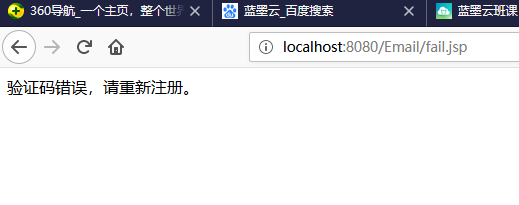 360导航_一个主页，整个世界
蓝墨云_百度搜索
蓝墨云班课
localhost:8080/Email/fail.jsp
验证码错误，请重新注册。